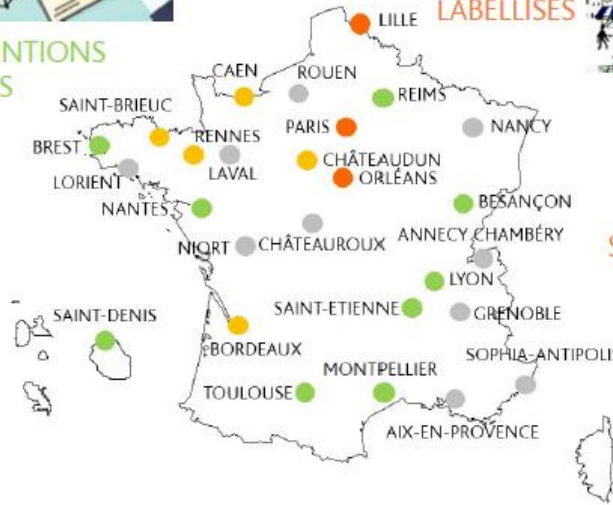 LABELLISÉS
LILLE
NTIONS
S
CAEN
ROUEN
SAINT-BRIEUC
REIMS
PARIS
NANCY
RENNES
BREST
CHÂTEAUDUN
LAVAL
ORLÉANS
LORIENT
BESANÇON
NANTES
ANNECY CHAMBÉRY
NIORT
CHÂTEAUROUX
S
LYON
SAINT-ETIENNE
GRENOBLE
SAINT-DENIS
BORDEAUX
SOPHIA-ANTIPOLI
MONTPELLIER
TOULOUSE
AIX-EN-PROVENCE